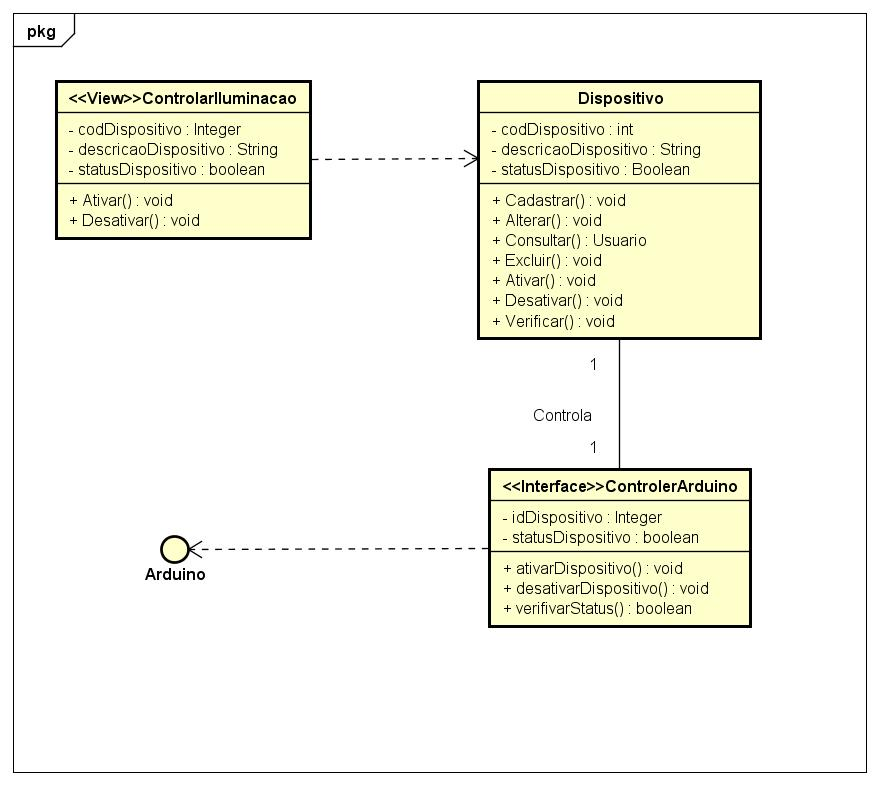 pkg
<<View>>ControlarIluminacao
- codDispositivo : Integer
- descricaoDispositivo : String
- statusDispositivo : boolean
+ Ativar() : void
+ Desativar() : void
Dispositivo
- codDispositivo : int
- descricaoDispositivo : String
- statusDispositivo : Boolean
+ Cadastrar() : void
+ Alterar() : void
+ Consultar() : Usuario
+ Excluir() : void
+ Ativar() : void
+ Desativar() : void
+ Verificar() : void
1
Controla
1
<<Interface>>ControlerArduino
- idDispositivo : Integer
- statusDispositivo : boolean
+ ativarDispositivo() : void
+ desativarDispositivo() : void
+ verifivarStatus() : boolean
Arduino